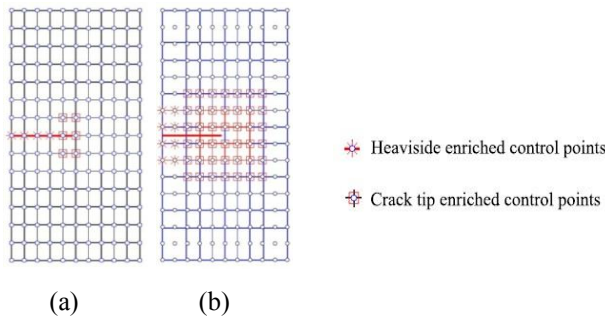 Heaviside enriched control points
Crack tip enriched control points
(a) (b)